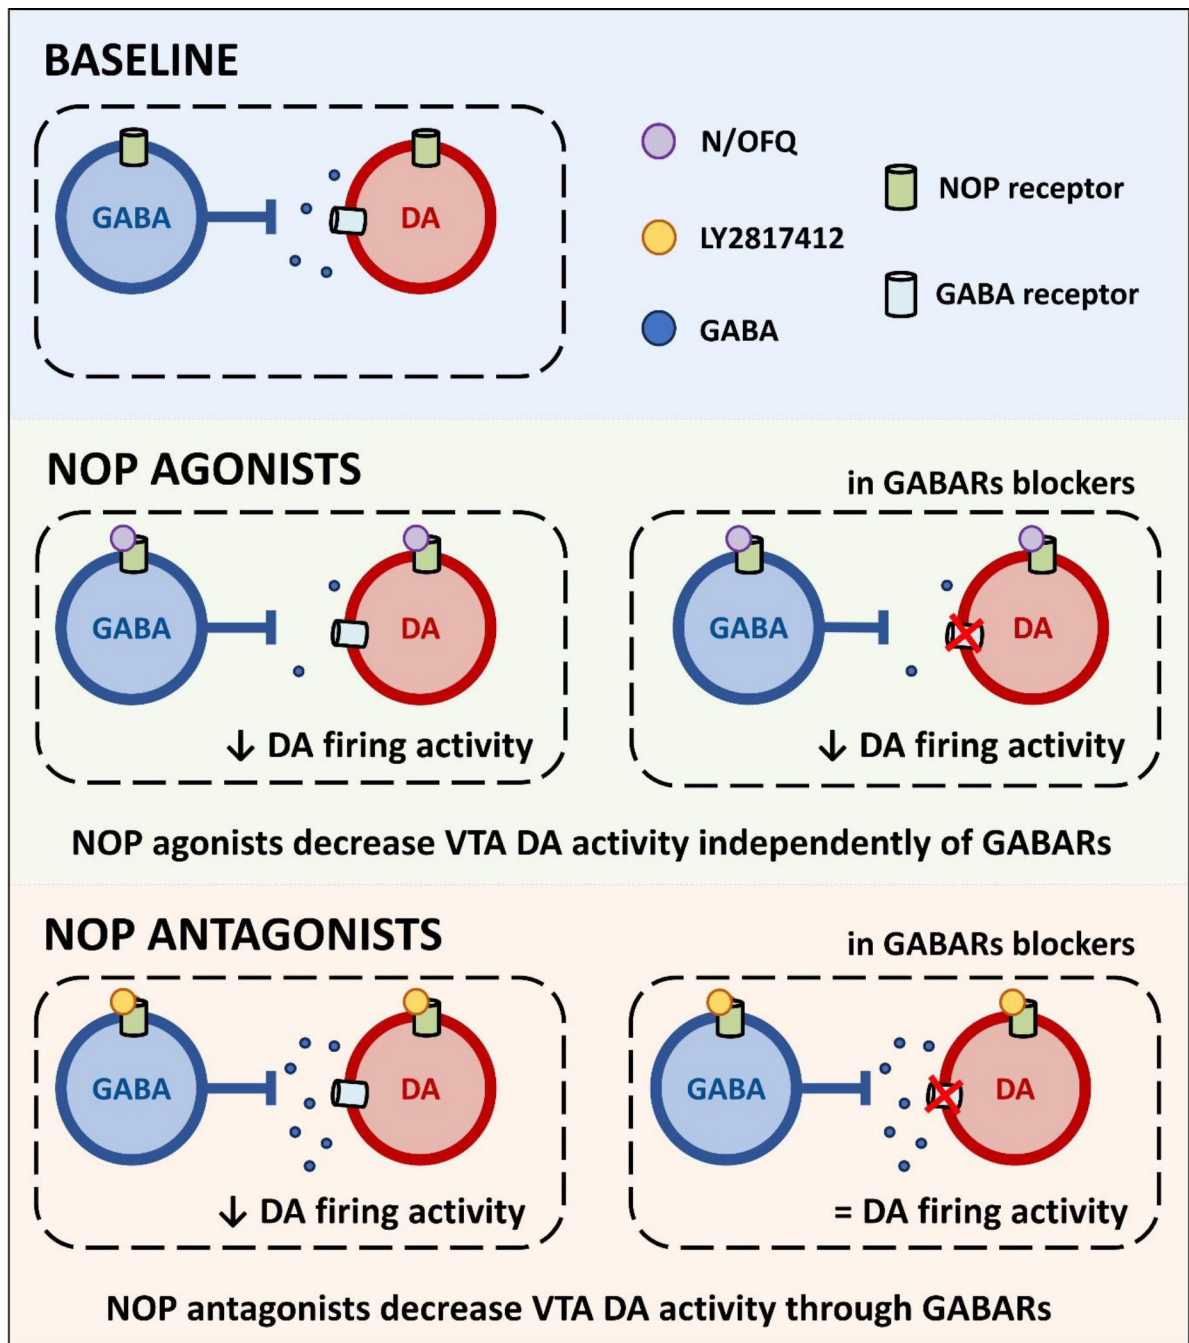 BASELINE
GABA
DA
N/OFQ
LY2817412
GABA
NOP receptor
GABA receptor
NOP AGONISTS
GABA
DA
↓ DA firing activity
in GABARs blockers
GABA
DA
↓ DA firing activity
NOP agonists decrease VTA DA activity independently of GABARs
NOP ANTAGONISTS
GABA
DA
↓ DA firing activity
in GABARs blockers
GABA
DA
= DA firing activity
NOP antagonists decrease VTA DA activity through GABARs